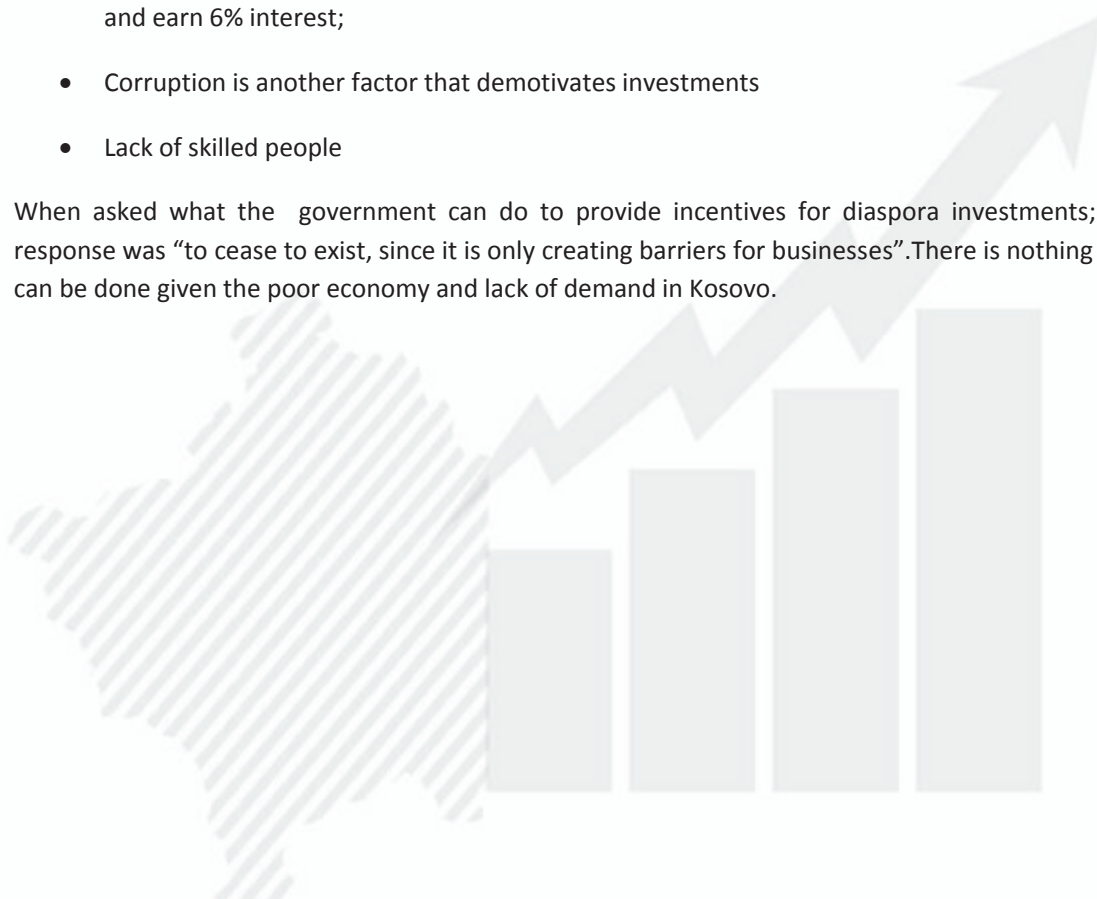 and earn 6% interest;
• Corruption is another factor that demotivates investments
• Lack of skilled people
When asked what the government can do to provide incentives for diaspora investments;
response was “to cease to exist, since it is only creating barriers for businesses”.There is nothing
can be done given the poor economy and lack of demand in Kosovo.